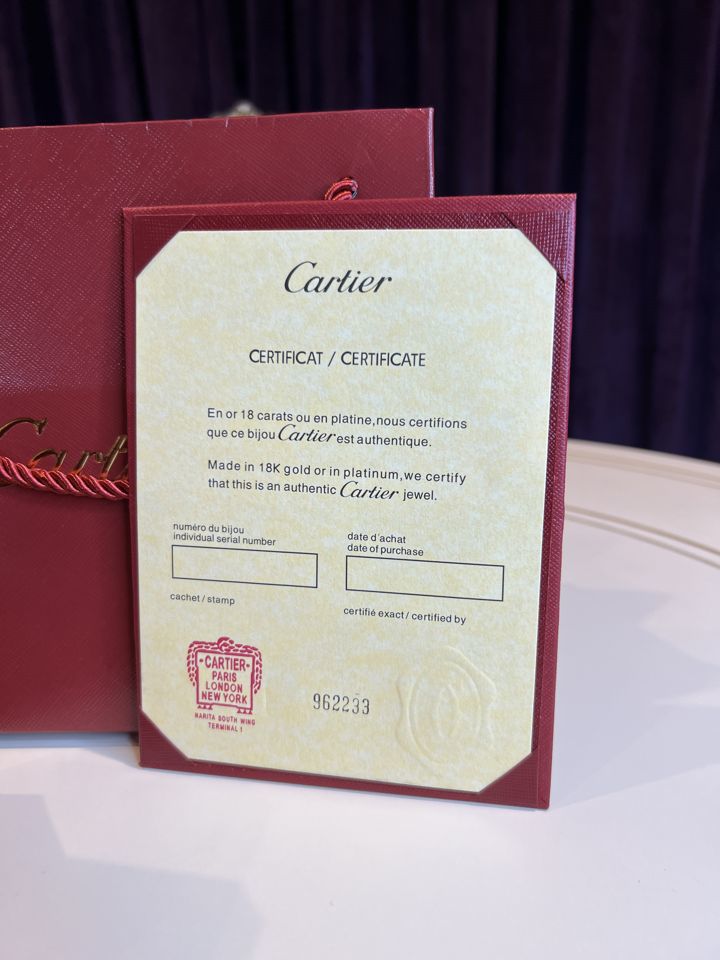 Cartier
CERTIFICAT / CERTIFICATE
En or 18 carats ou en platine,nous certifions
que ce bijou Cartier est authentique.
Made in 18K gold or in platinum,we certify
that this is an authentic Cartier jewel.
numéro du bijou
individual serial number
date d'achat
date of purchase
cachet / stamp
certifié exact / certified by
-CARTIER-
PARIS
LONDON
NEW YORK
NARITA SOUTH WING
TERMINAL 1
962233